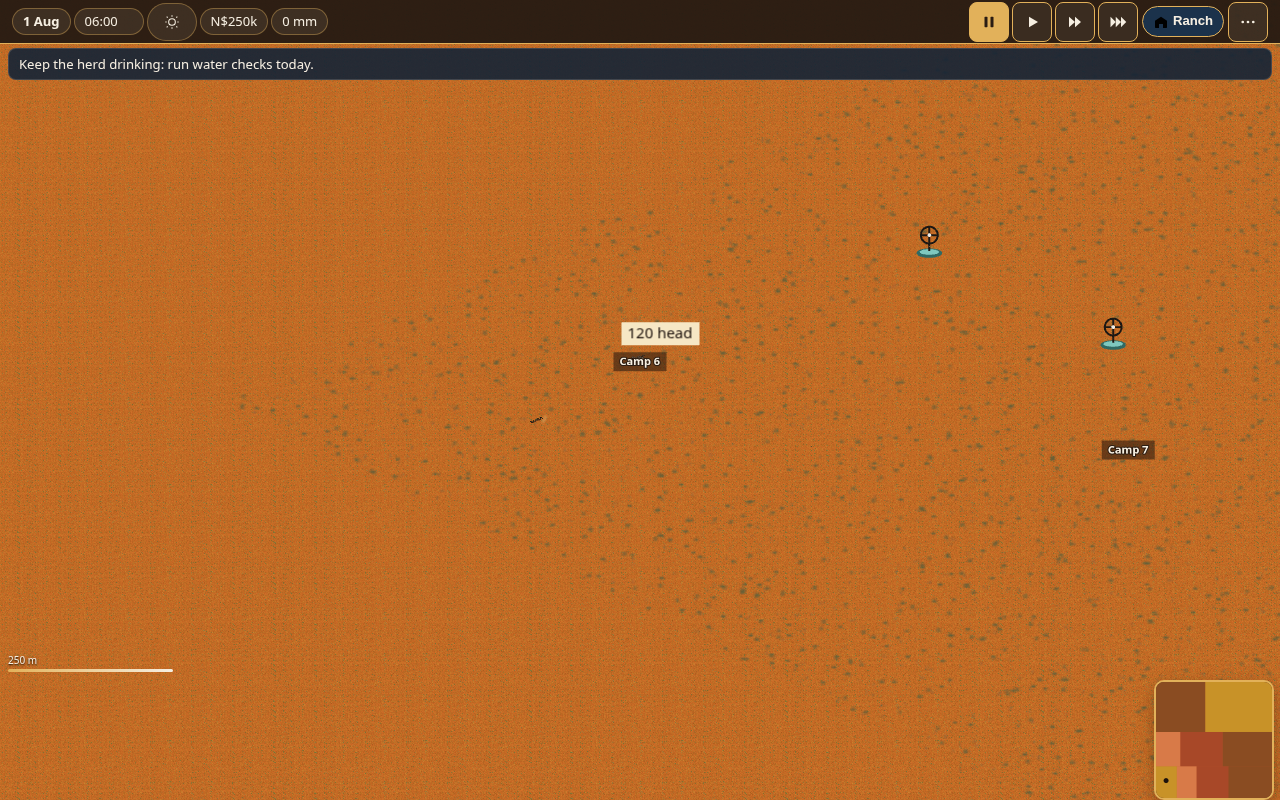 1 Aug
06:00
N$250k
0 mm
Ranch
Keep the herd drinking: run water checks today.
120 head
Camp 6
Camp 7
250 m